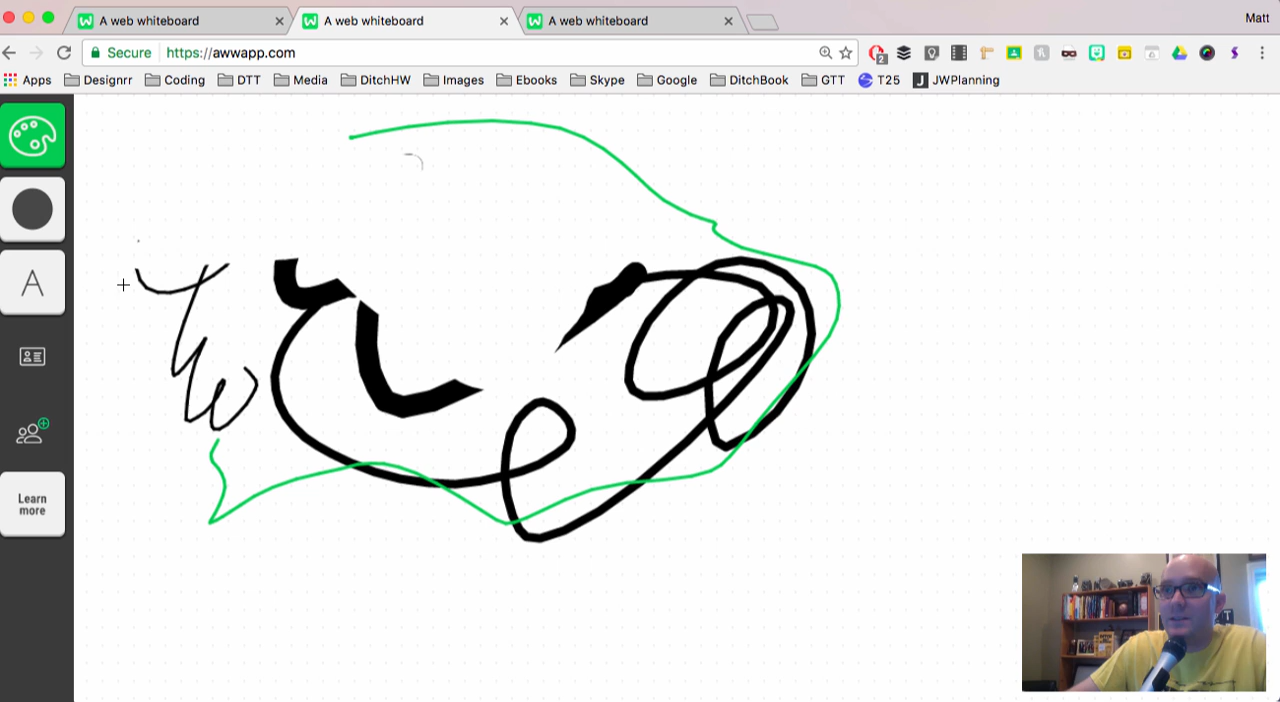 A web whiteboard
A web whiteboard
A web whiteboard
Matt
Secure
https://awwapp.com
2
Apps
Designrr
Coding
DTT
Media
DitchHW
Images
Ebooks
Skype
Google
DitchBook
GTT
T25
JWPlanning
A
Learn
more